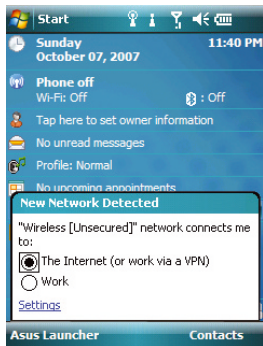 Start
Sunday 11:40 PM
October 07, 2007
Phone off
Wi-Fi: Off : Off
Tap here to set owner information
No unread messages
Profile: Normal
No upcoming appointments
New Network Detected
"Wireless [Unsecured]" network connects me
to:
The Internet (or work via a VPN)
Work
Settings
Asus Launcher Contacts